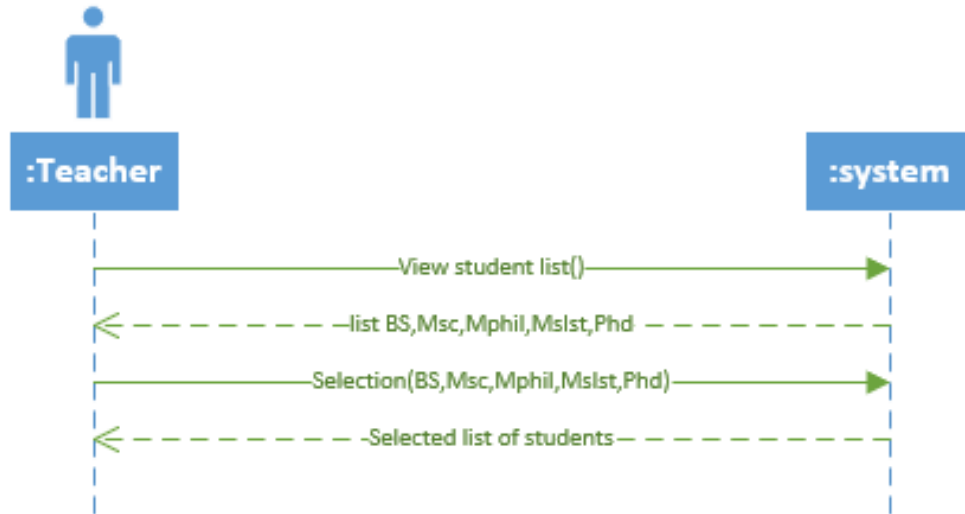 :Teacher
:system
View student list()
list BS,Msc,Mphil,Mslst,Phd
Selection(BS,Msc,Mphil,Mslst,Phd)
Selected list of students